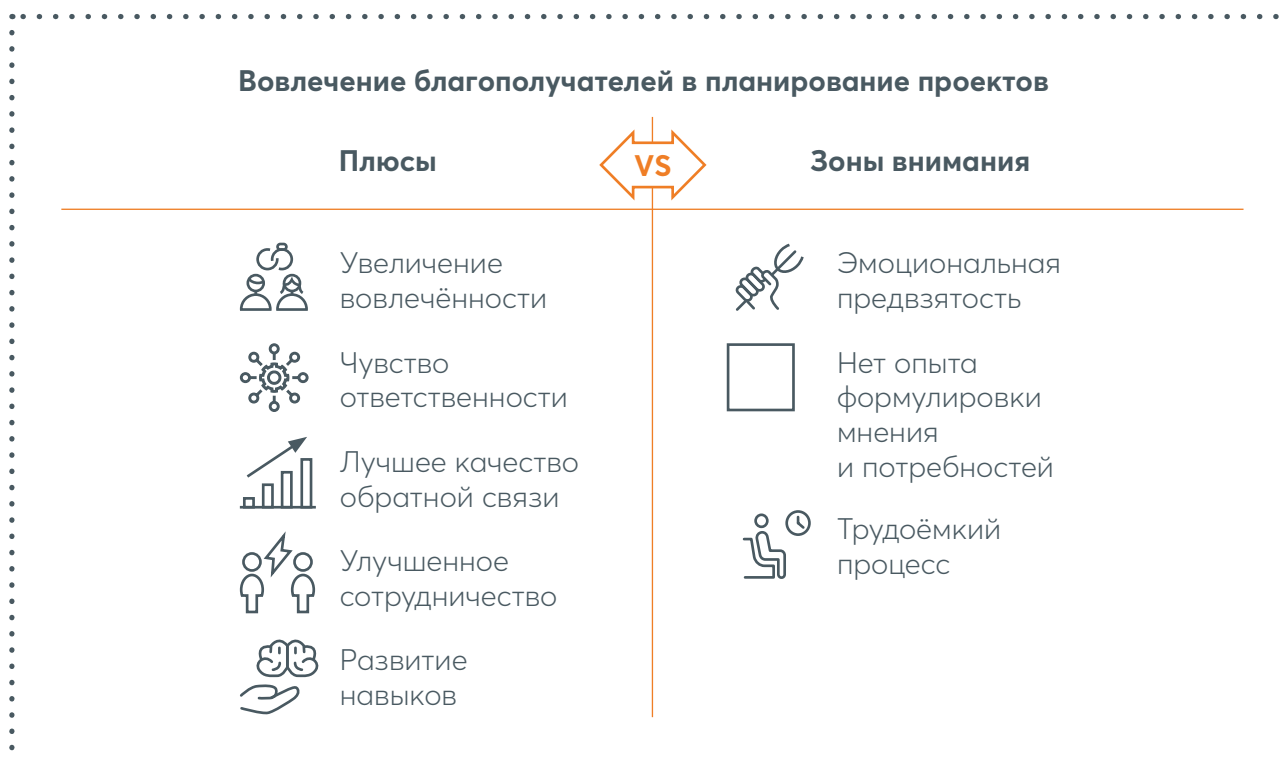 Вовлечение благополучателей в планирование проектов
Плюсы
VS
Зоны внимания
Увеличение
вовлечённости
Чувство
ответственности
Лучшее качество
обратной связи
Улучшенное
сотрудничество
Развитие
навыков
Эмоциональная
предвзятость
Нет опыта
формулировки
мнения
и потребностей
Трудоёмкий
процесс